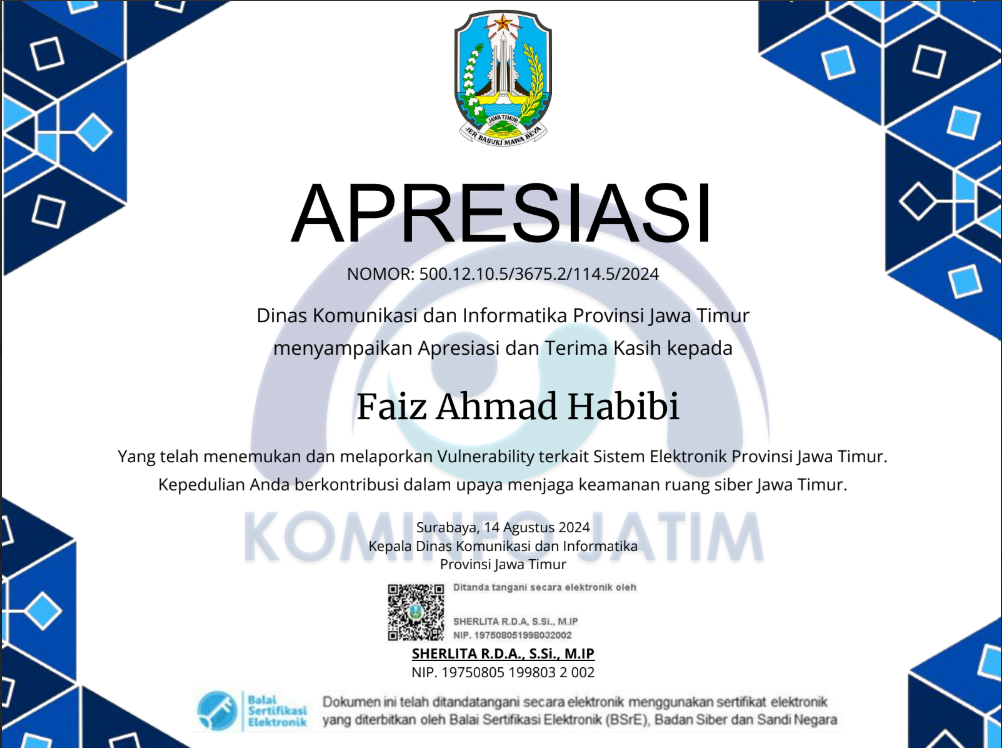 JAWA TIMUR
JER BASUKI MAWA BEYA
APRESIASI
NOMOR: 500.12.10.5/3675.2/114.5/2024
Dinas Komunikasi dan Informatika Provinsi Jawa Timur
menyampaikan Apresiasi dan Terima Kasih kepada
Faiz Ahmad Habibi
Yang telah menemukan dan melaporkan Vulnerability terkait Sistem Elektronik Provinsi Jawa Timur.
Kepedulian Anda berkontribusi dalam upaya menjaga keamanan ruang siber Jawa Timur.
KOMINFO JATIM
Surabaya, 14 Agustus 2024
Kepala Dinas Komunikasi dan Informatika
Provinsi Jawa Timur
Ditanda tangani secara elektronik oleh
SHERLITA R.D.A, S.Si., M.IP
NIP. 197508051998032002
SHERLITA R.D.A., S.Si., M.IP
NIP. 19750805 199803 2 002
Balai
Sertifikasi
Elektronik
Dokumen ini telah ditandatangani secara elektronik menggunakan sertifikat elektronik
yang diterbitkan oleh Balai Sertifikasi Elektronik (BSrE), Badan Siber dan Sandi Negara